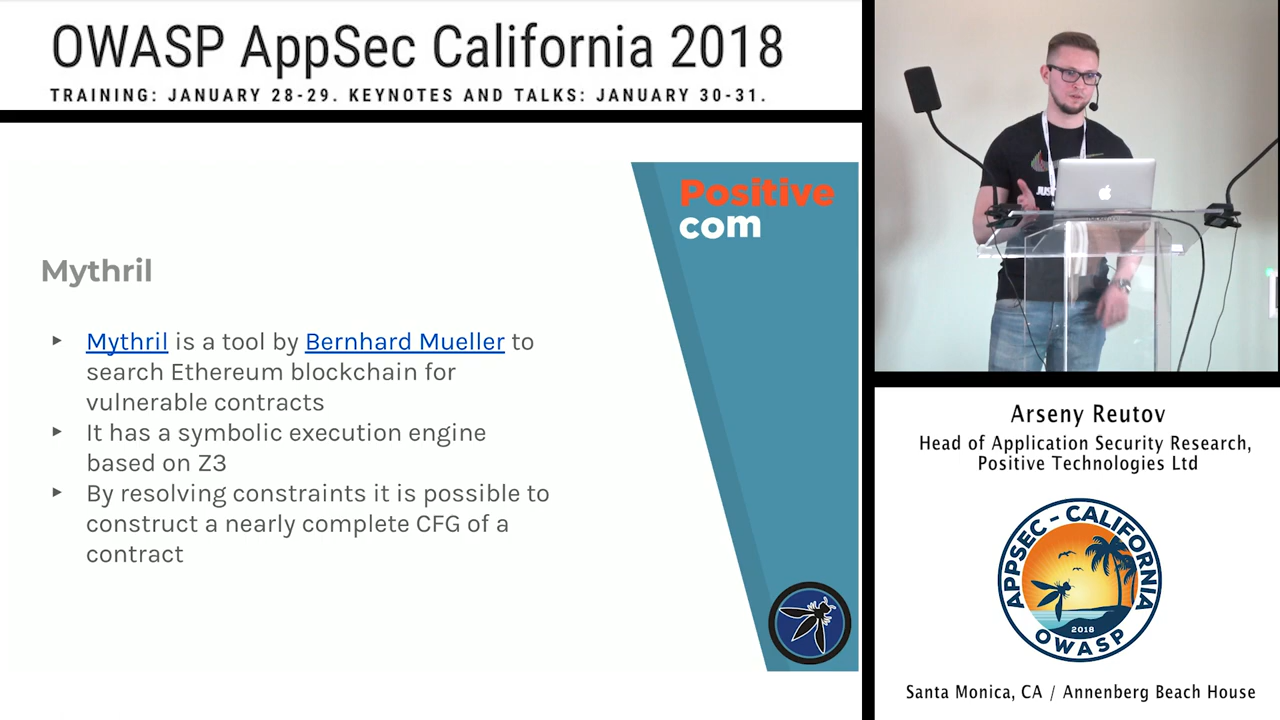 OWASP AppSec California 2018
TRAINING: JANUARY 28-29. KEYNOTES AND TALKS: JANUARY 30-31.
Positive
com
Mythril
‣ Mythril is a tool by Bernhard Mueller to
search Ethereum blockchain for
vulnerable contracts
‣ It has a symbolic execution engine
based on Z3
‣ By resolving constraints it is possible to
construct a nearly complete CFG of a
contract
Arseny Reutov
Head of Application Security Research,
Positive Technologies Ltd
APPSEC - CALIFORNIA
2018
OWASP
Santa Monica, CA / Annenberg Beach House